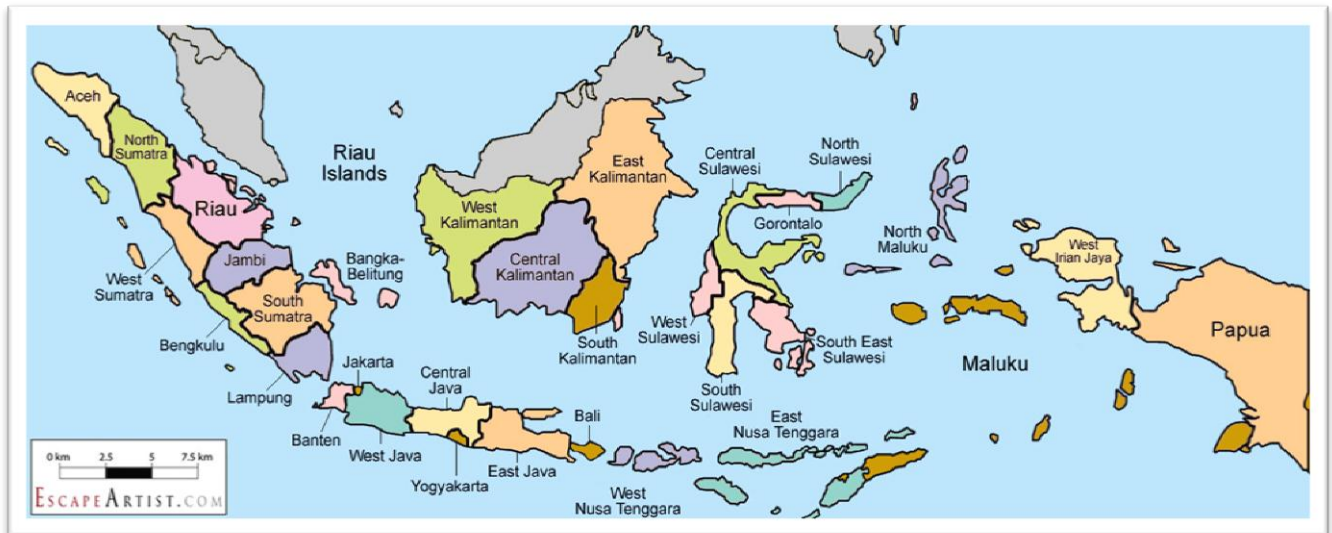 Aceh
North
Sumatra
Riau
Islands
Riau
West
Sumatra
Jambi
Bangka-
Belitung
South
Sumatra
Bengkulu
Lampung
West
Kalimantan
Central
Kalimantan
East
Kalimantan
South
Kalimantan
Central
Sulawesi
North
Sulawesi
Gorontalo
West
Sulawesi
South
Sulawesi
South East
Sulawesi
North
Maluku
Maluku
West
Irian Jaya
Papua
Jakarta
Banten
West Java
Central
Java
Yogyakarta
East Java
Bali
West
Nusa Tenggara
East
Nusa Tenggara
0 km 2.5 5 7.5 km
ESCAPEARTIST.COM